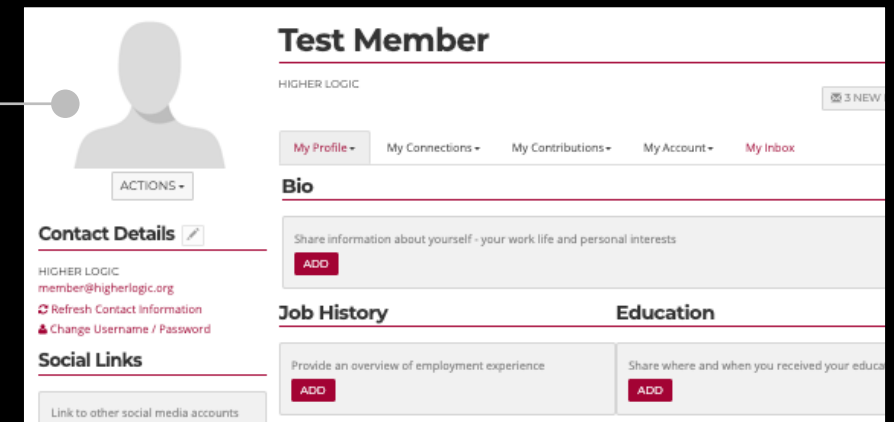 Test Member
HIGHER LOGIC
3 NEW
My Profile My Connections My Contributions My Account My Inbox
ACTIONS
Bio
Share information about yourself - your work life and personal interests
ADD
Contact Details
HIGHER LOGIC
member@higherlogic.org
Refresh Contact Information
Change Username / Password
Job History
Provide an overview of employment experience
ADD
Education
Share where and when you received your educa
ADD
Social Links
Link to other social media accounts